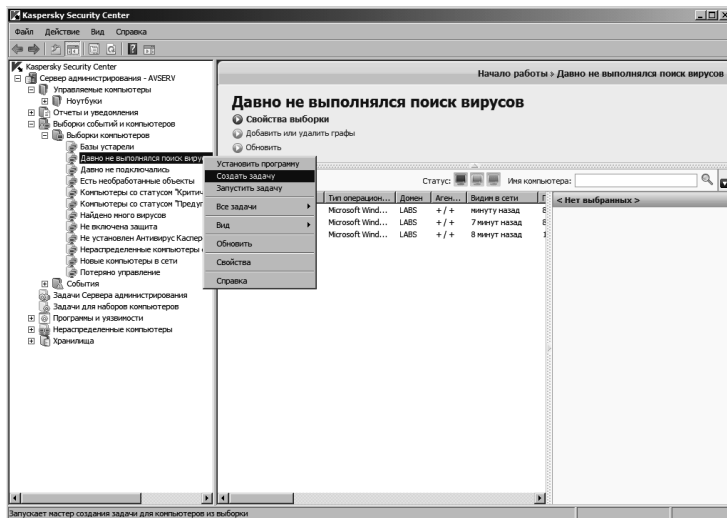 Kaspersky Security Center
Файл Действие Вид Справка
Kaspersky Security Center
Сервер администрирования - AVSERV
Управляемые компьютеры
Ноутбуки
Отчеты и уведомления
Выборки событий и компьютеров
Выборки компьютеров
Базы устарели
Давно не выполнялся поиск виру
Давно не подключались
Есть необработанные объекты
Компьютеры со статусом "Критич
Компьютеры со статусом "Предуп
Найдено много вирусов
Не включена защита
Не установлен Антивирус Каспер
Нераспределенные компьютеры
Новые компьютеры в сети
Потеряно управление
События
Задачи Сервера администрирования
Задачи для наборов компьютеров
Программы и уязвимости
Нераспределенные компьютеры
Хранилища
Установить программу
Создать задачу
Запустить задачу
Все задачи
Вид
Обновить
Свойства
Справка
Начало работы > Давно не выполнялся поиск вирусов
Давно не выполнялся поиск вирусов
Свойства выборки
Добавить или удалить графы
Обновить
Статус: Имя компьютера:
Тип операцион... Домен Аген... Видим в сети П
Microsoft Wind... LABS + / + минуту назад 8
Microsoft Wind... LABS + / + 7 минут назад 8
Microsoft Wind... LABS + / + 8 минут назад 1
< Нет выбранных >
Запускает мастер создания задачи для компьютеров из выборки